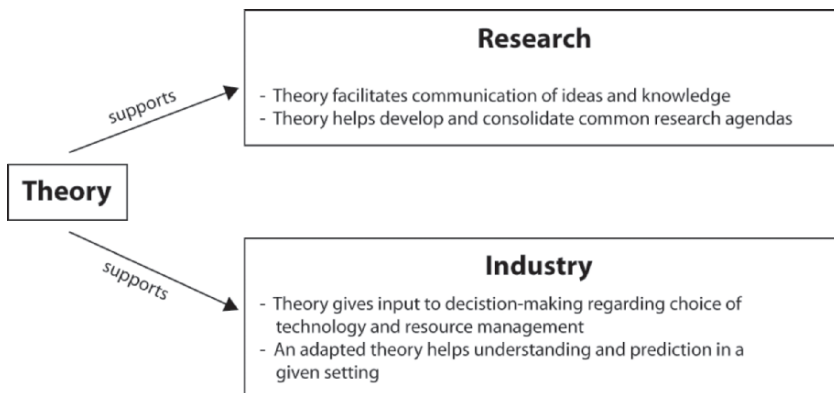 Research
supports
- Theory facilitates communication of ideas and knowledge
- Theory helps develop and consolidate common research agendas
Theory
supports
Industry
- Theory gives input to decistion-making regarding choice of
technology and resource management
- An adapted theory helps understanding and prediction in a
given setting